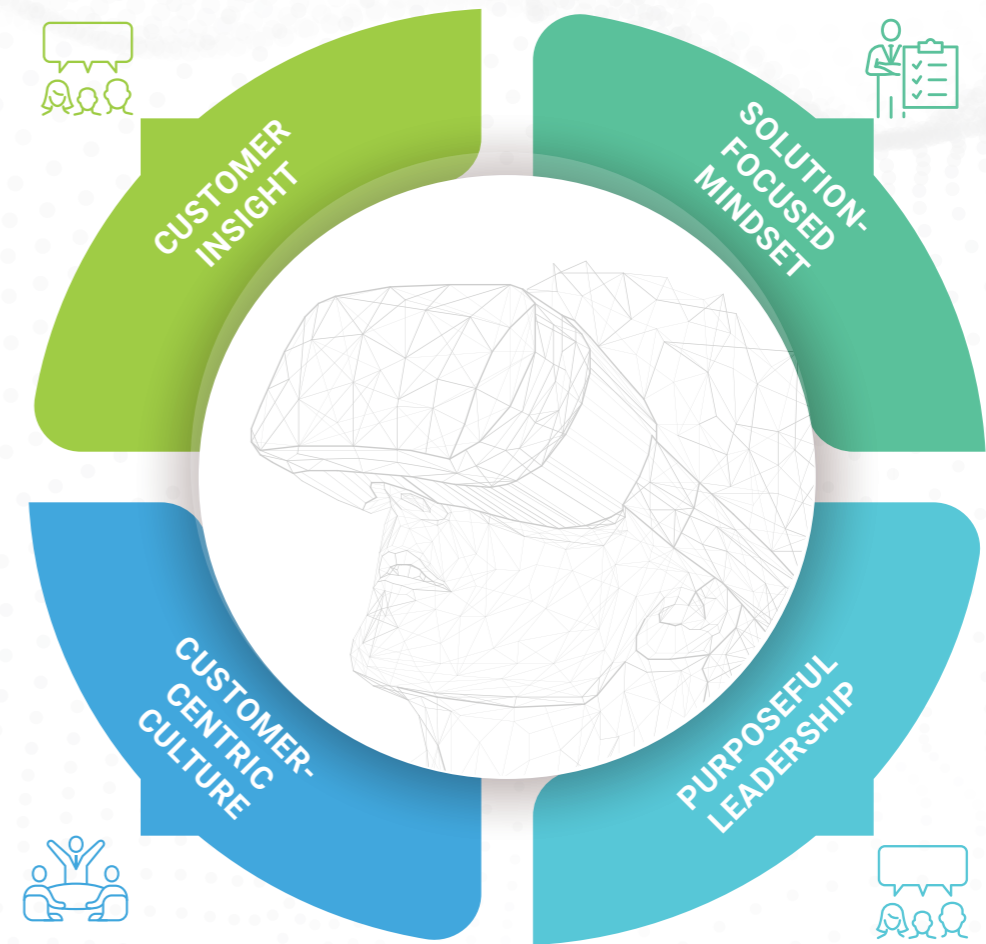 CUSTOMER
INSIGHT
SOLUTION-
FOCUSED
MINDSET
CUSTOMER-
CENTRIC
CULTURE
PURPOSEFUL
LEADERSHIP